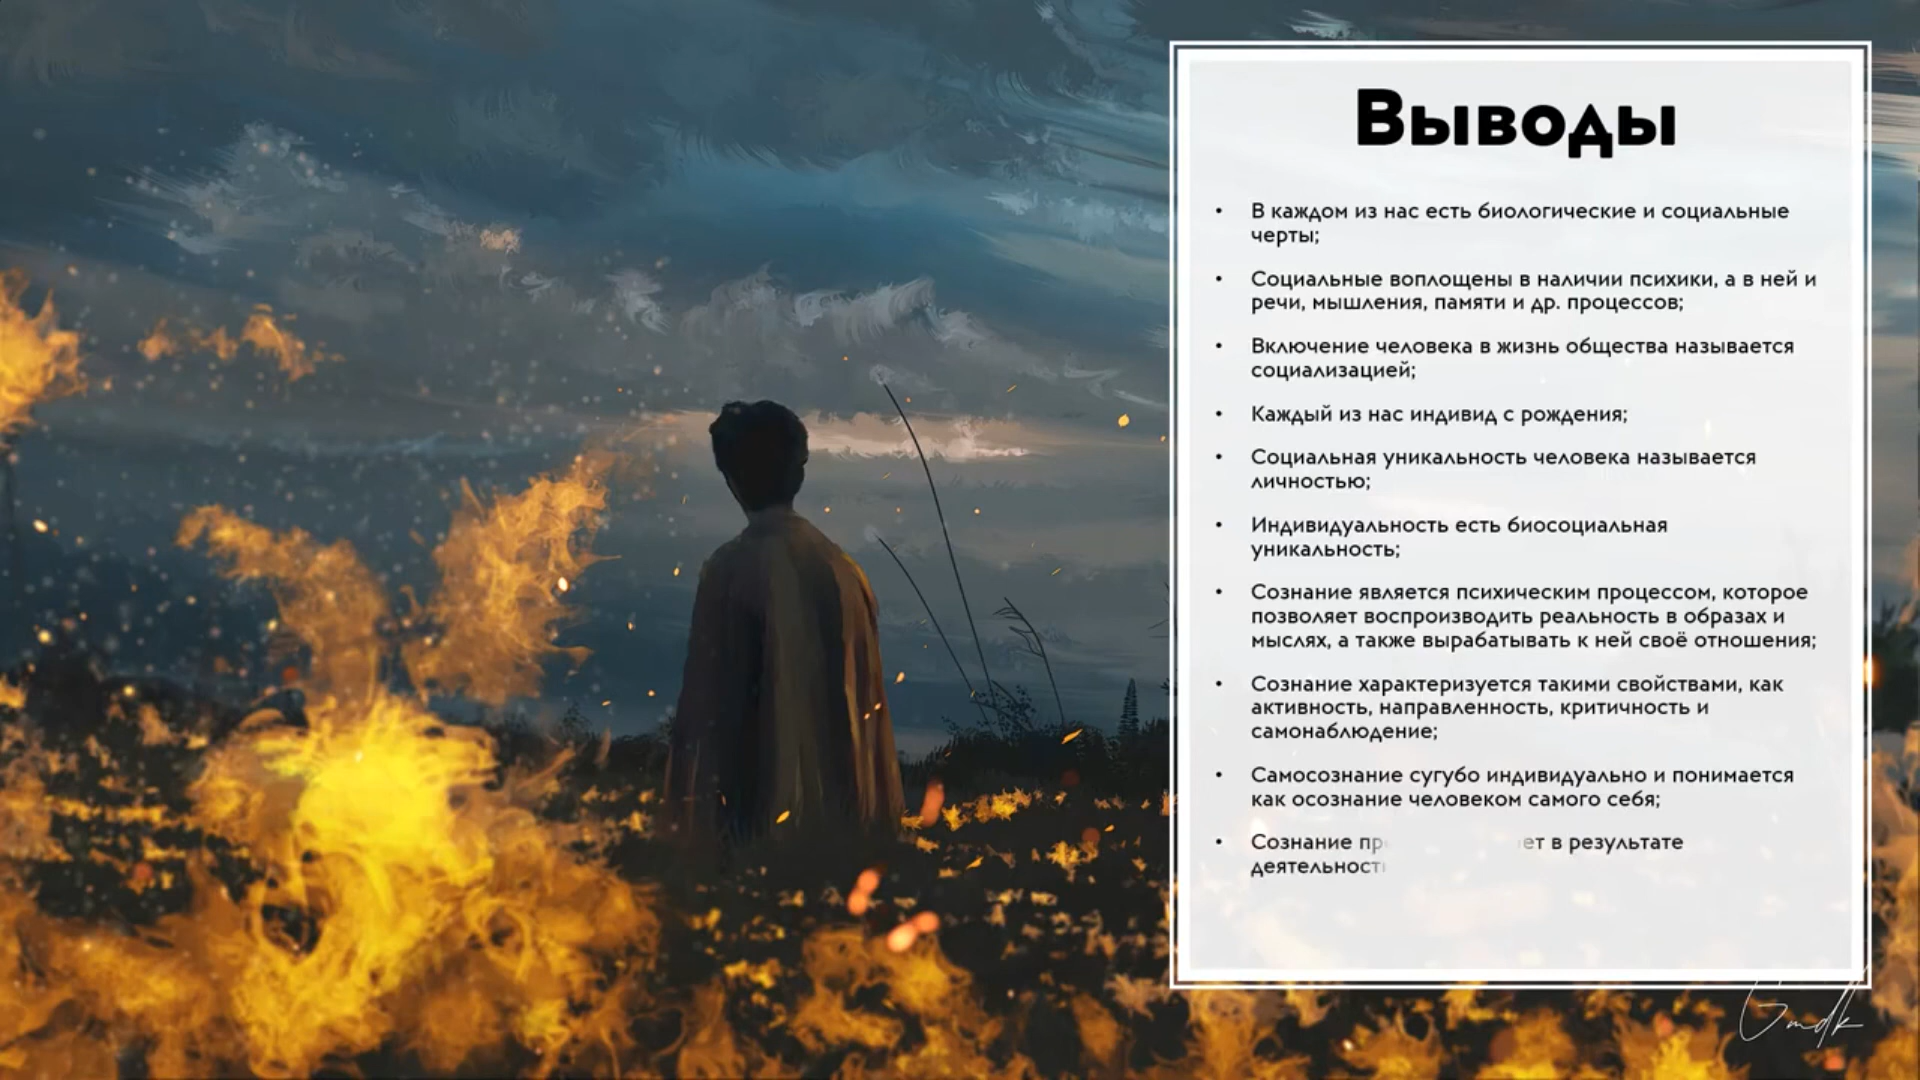 Выводы
• В каждом из нас есть биологические и социальные
черты;
• Социальные воплощены в наличии психики, а в ней и
речи, мышления, памяти и др. процессов;
• Включение человека в жизнь общества называется
социализацией;
• Каждый из нас индивид с рождения;
• Социальная уникальность человека называется
личностью;
• Индивидуальность есть биосоциальная
уникальность;
• Сознание является психическим процессом, которое
позволяет воспроизводить реальность в образах и
мыслях, а также вырабатывать к ней своё отношения;
• Сознание характеризуется такими свойствами, как
активность, направленность, критичность и
самонаблюдение;
• Самосознание сугубо индивидуально и понимается
как осознание человеком самого себя;
• Сознание в результате